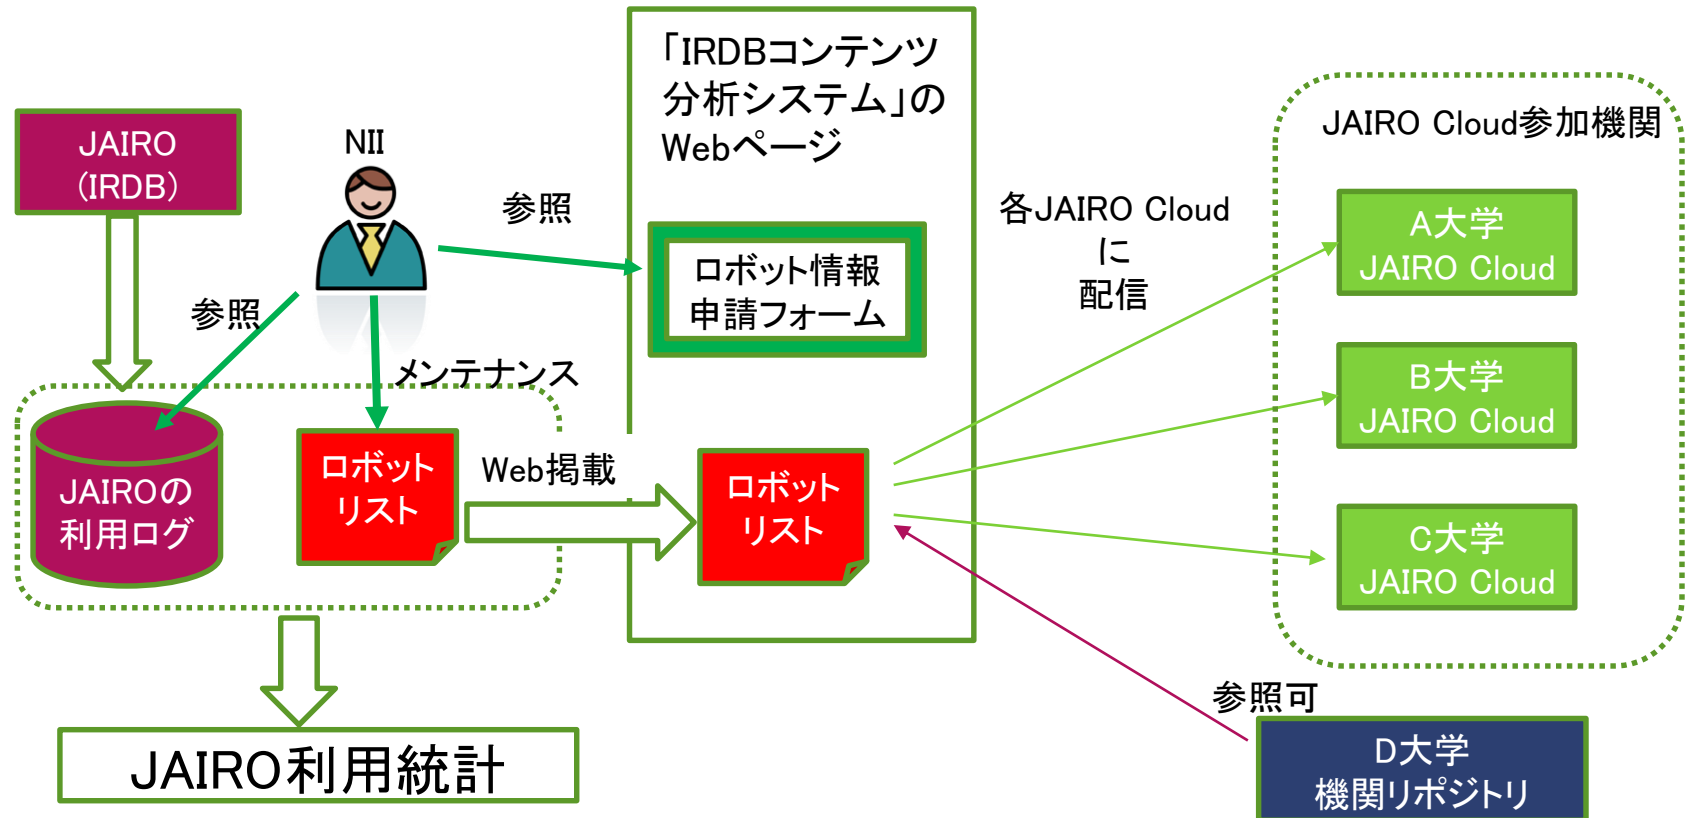 JAIRO
(IRDB)
NII
参照
参照
メンテナンス
JAIROの
利用ログ
ロボット
リスト
Web掲載
JAIRO利用統計
「IRDBコンテンツ
分析システム」の
Webページ
ロボット情報
申請フォーム
ロボット
リスト
各JAIRO Cloud
に
配信
JAIRO Cloud参加機関
A大学
JAIRO Cloud
B大学
JAIRO Cloud
C大学
JAIRO Cloud
参照可
D大学
機関リポジトリ